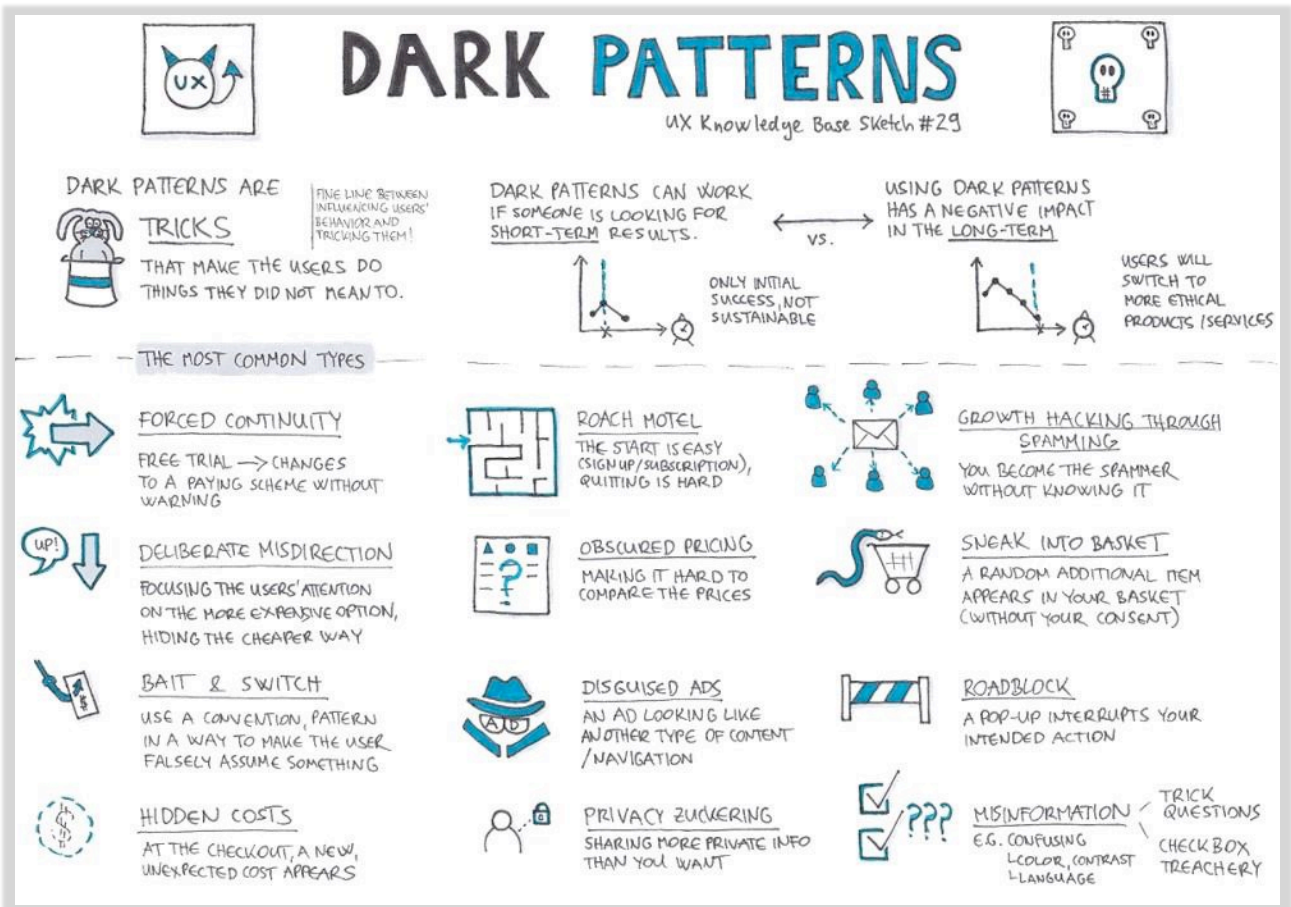 UX
DARK PATTERNS
UX Knowledge Base Sketch #29
DARK PATTERNS ARE
TRICKS
THAT MAKE THE USERS DO
THINGS THEY DID NOT MEAN TO.
FINE LINE BETWEEN
INFLUENCING USERS'
BEHAVIOR AND
TRICKING THEM!
DARK PATTERNS CAN WORK
IF SOMEONE IS LOOKING FOR
SHORT-TERM RESULTS.
VS.
USING DARK PATTERNS
HAS A NEGATIVE IMPACT
IN THE LONG-TERM
ONLY INITIAL
SUCCESS, NOT
SUSTAINABLE
USERS WILL
SWITCH TO
MORE ETHICAL
PRODUCTS /SERVICES
THE MOST COMMON TYPES
FORCED CONTINUITY
FREE TRIAL → CHANGES
TO A PAYING SCHEME WITHOUT
WARNING
ROACH MOTEL
THE START IS EASY
(SIGN UP/SUBSCRIPTION),
QUITTING IS HARD
GROWTH HACKING THROUGH
SPAMMING
YOU BECOME THE SPAMMER
WITHOUT KNOWING IT
UP!
DELIBERATE MISDIRECTION
FOCUSING THE USERS' ATTENTION
ON THE MORE EXPENSIVE OPTION,
HIDING THE CHEAPER WAY
?
OBSCURED PRICING
MAKING IT HARD TO
COMPARE THE PRICES
SNEAK INTO BASKET
A RANDOM ADDITIONAL ITEM
APPEARS IN YOUR BASKET
(WITHOUT YOUR CONSENT)
$
BAIT & SWITCH
USE A CONVENTION, PATTERN
IN A WAY TO MAKE THE USER
FALSELY ASSUME SOMETHING
AD
DISGUISED ADS
AN AD LOOKING LIKE
ANOTHER TYPE OF CONTENT
/NAVIGATION
ROADBLOCK
A POP-UP INTERRUPTS YOUR
INTENDED ACTION
$
HIDDEN COSTS
AT THE CHECKOUT, A NEW,
UNEXPECTED COST APPEARS
PRIVACY ZUCKERING
SHARING MORE PRIVATE INFO
THAN YOU WANT
???
MISINFORMATION
E.G. CONFUSING
COLOR, CONTRAST
LANGUAGE
TRICK
QUESTIONS
CHECKBOX
TREACHERY